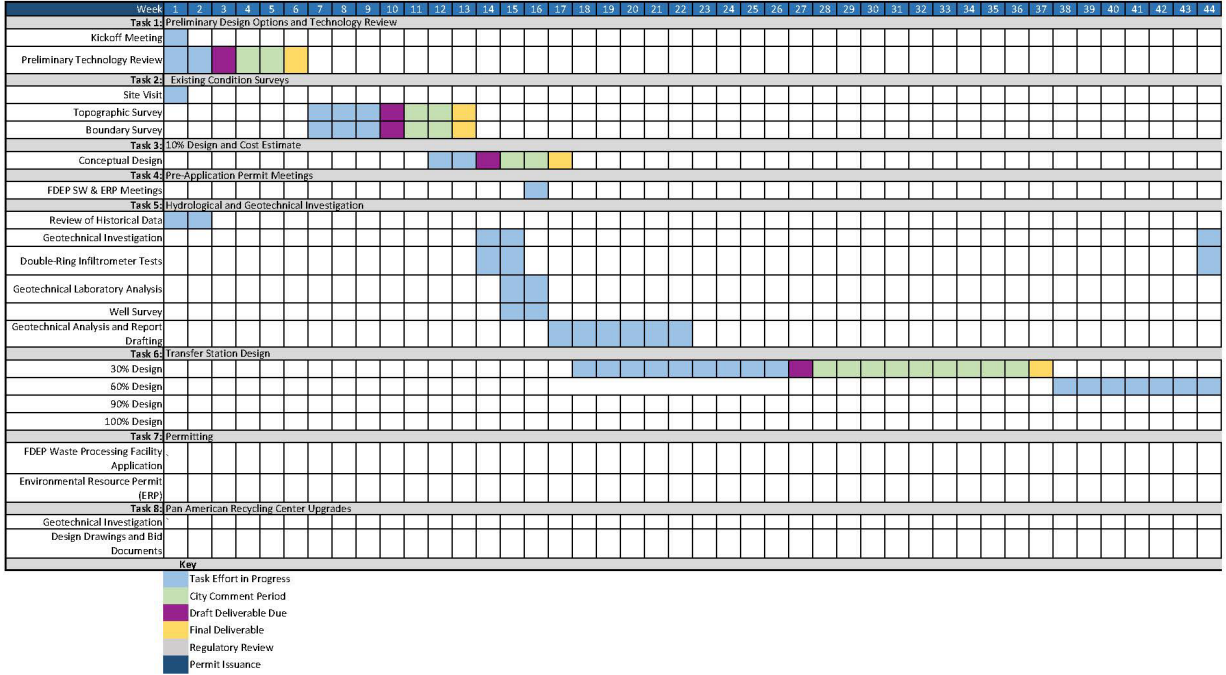 Week 1 2 3 4 5 6 7 8 9 10 11 12 13 14 15 16 17 18 19 20 21 22 23 24 25 26 27 28 29 30 31 32 33 34 35 36 37 38 39 40 41 42 43 44
Task 1: Preliminary Design Options and Technology Review
Kickoff Meeting
Preliminary Technology Review
Task 2: Existing Condition Surveys
Site Visit
Topographic Survey
Boundary Survey
Task 3: 10% Design and Cost Estimate
Conceptual Design
Task 4: Pre-Application Permit Meetings
FDEP SW & ERP Meetings
Task 5: Hydrological and Geotechnical Investigation
Review of Historical Data
Geotechnical Investigation
Double-Ring Infiltrometer Tests
Geotechnical Laboratory Analysis
Well Survey
Geotechnical Analysis and Report
Drafting
Task 6: Transfer Station Design
30% Design
60% Design
90% Design
100% Design
Task 7: Permitting
FDEP Waste Processing Facility
Application
Environmental Resource Permit
(ERP)
Task 8: Pan American Recycling Center Upgrades
Geotechnical Investigation
Design Drawings and Bid
Documents
Key
Task Effort in Progress
City Comment Period
Draft Deliverable Due
Final Deliverable
Regulatory Review
Permit Issuance